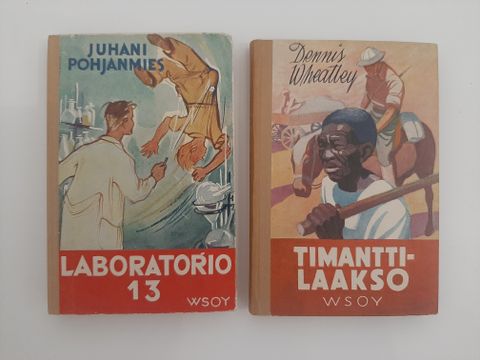 JUHANI
POHJANMIES
LABORATORIO
13
WSOY
Dennis
Wheatley
TIMANTTI-
LAAKSO
WSOY